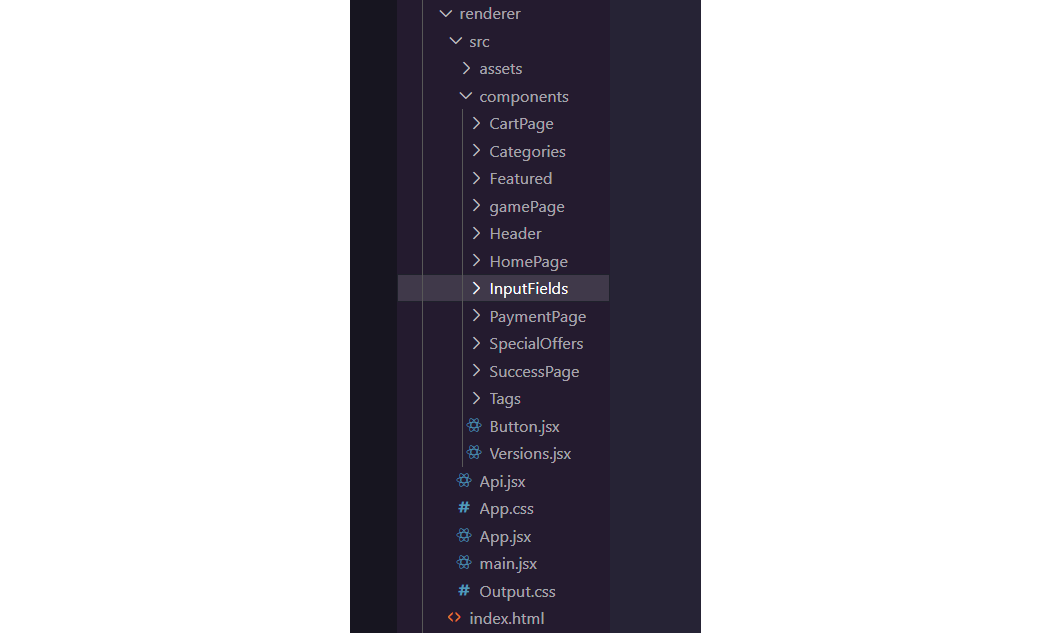 renderer
src
assets
components
CartPage
Categories
Featured
gamePage
Header
HomePage
InputFields
PaymentPage
SpecialOffers
SuccessPage
Tags
Button.jsx
Versions.jsx
Api.jsx
# App.css
App.jsx
main.jsx
# Output.css
<> index.html